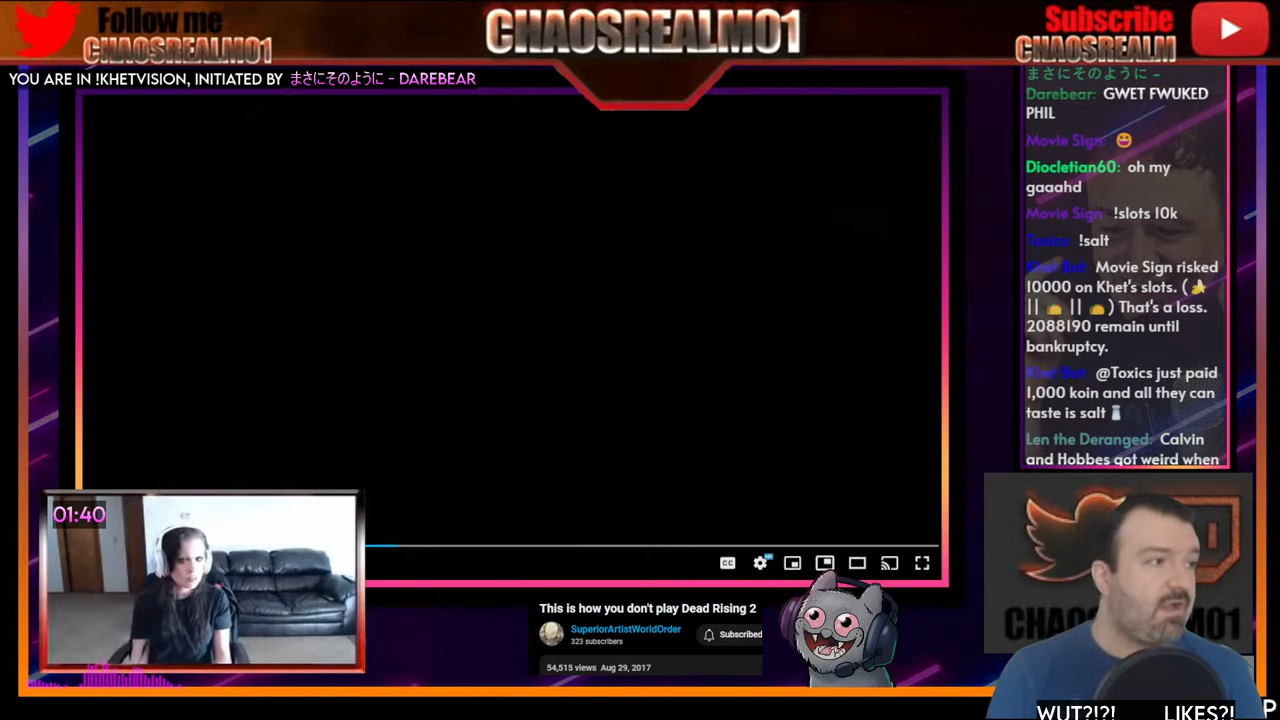 Follow me
CHAOSREALM01
CHAOSREALM01
Subscribe
CHAOSREALM
YOU ARE IN !KHETVISION, INITIATED BY まさにそのように - DAREBEAR
まさにそのように -
Darebear: GWET FWUKED
PHIL
Movie Sign: 😆
Diocletian60: oh my
gaaahd
Movie Sign: !slots 10k
Toxics: !salt
Khet Bot: Movie Sign risked
10000 on Khet's slots. (🍌
|| 🌮 || 🌮) That's a loss.
2088190 remain until
bankruptcy.
Khet Bot: @Toxics just paid
1,000 koin and all they can
taste is salt 🧂
Len the Deranged: Calvin
and Hobbes got weird when
01:40
CC
HD
This is how you don't play Dead Rising 2
SuperiorArtistWorldOrder
323 subscribers
Subscribed
54,515 views Aug 29, 2017
WUT?!?! LIKES?! P